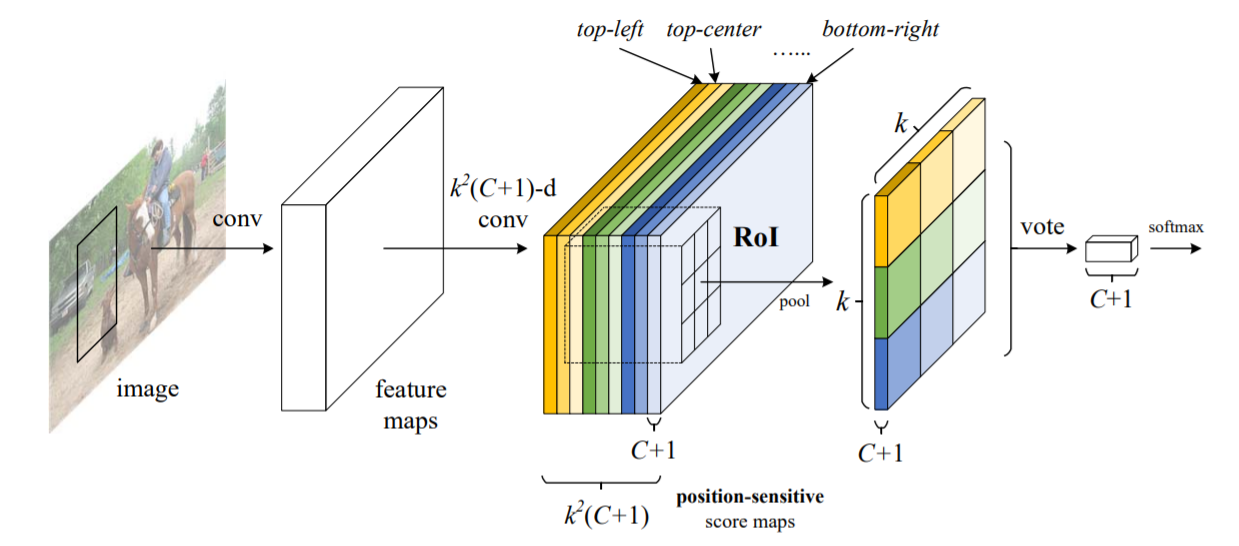 top-left top-center ...... bottom-right
k
k²(C+1)-d
conv
conv
RoI
vote
softmax
pool
k
C+1
image
feature
maps
C+1
C+1
k²(C+1)
position-sensitive
score maps